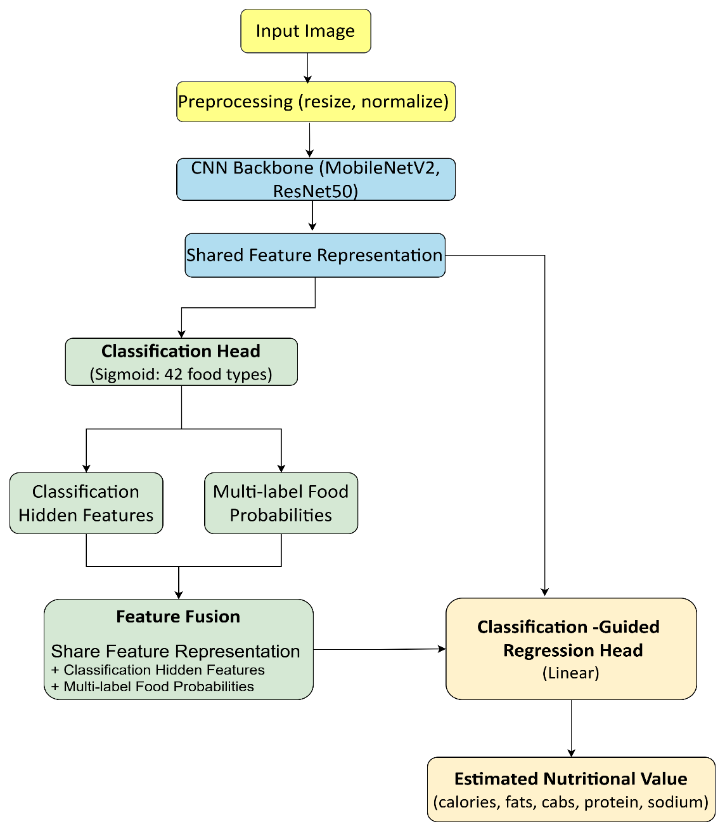 Input Image
Preprocessing (resize, normalize)
CNN Backbone (MobileNetV2,
ResNet50)
Shared Feature Representation
Classification Head
(Sigmoid: 42 food types)
Classification
Hidden Features
Multi-label Food
Probabilities
Feature Fusion
Share Feature Representation
+ Classification Hidden Features
+ Multi-label Food Probabilities
Classification -Guided
Regression Head
(Linear)
Estimated Nutritional Value
(calories, fats, cabs, protein, sodium)